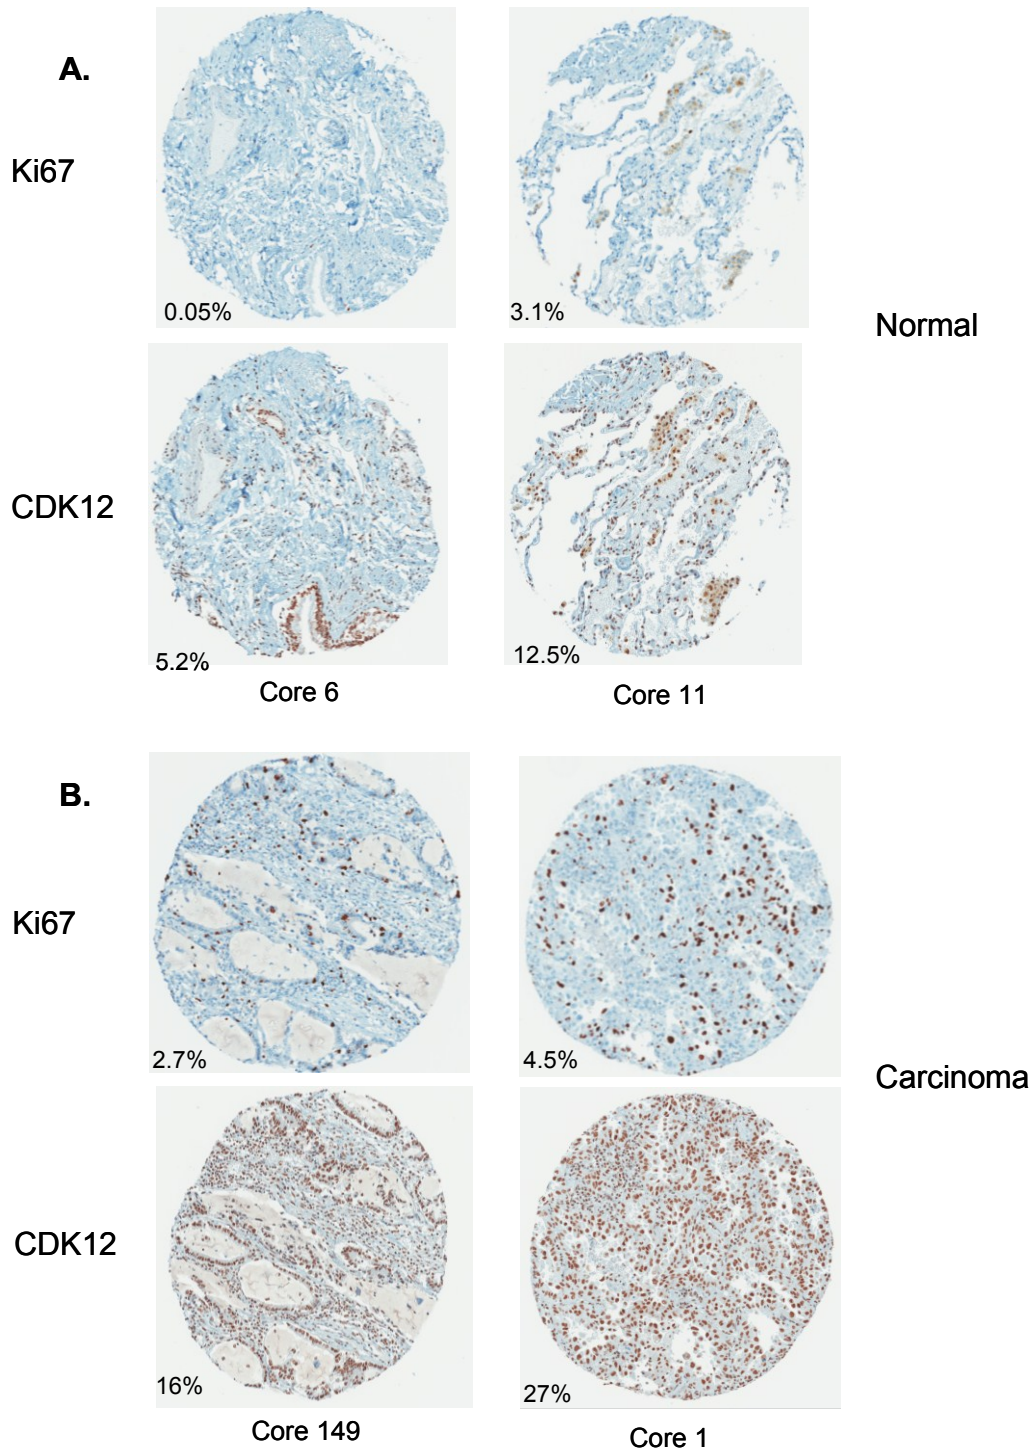 A.
Ki67
0.05%
3.1%
Normal
CDK12
5.2%
12.5%
Core 6
Core 11
B.
Ki67
2.7%
4.5%
Carcinoma
CDK12
16%
27%
Core 149
Core 1